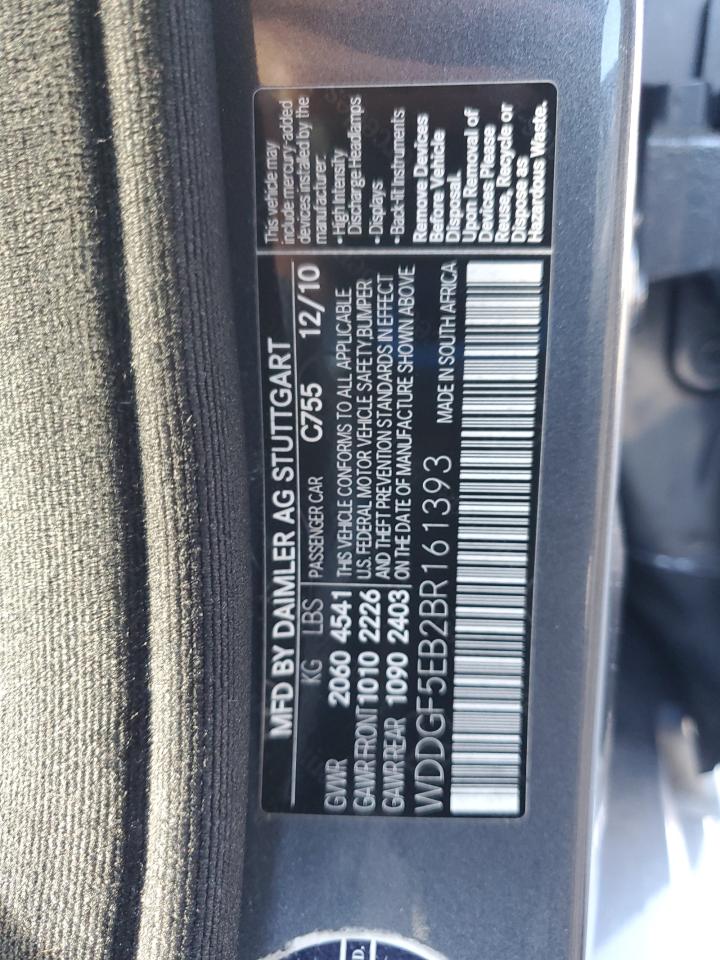 MFD BY DAIMLER AG STUTTGART
KG LBS
GVWR 2060 4541
GAWR FRONT 1010 2226
GAWR REAR 1090 2403
PASSENGER CAR C755 12/10
THIS VEHICLE CONFORMS TO ALL APPLICABLE
U.S. FEDERAL MOTOR VEHICLE SAFETY, BUMPER
AND THEFT PREVENTION STANDARDS IN EFFECT
ON THE DATE OF MANUFACTURE SHOWN ABOVE
WDDGF5EB2BR161393 MADE IN SOUTH AFRICA
This vehicle may
include mercury added
devices installed by the
manufacturer:
• High Intensity
Discharge Headlamps
• Displays
• Back-lit Instruments
Remove Devices
Before Vehicle
Disposal.
Upon Removal of
Devices Please
Reuse, Recycle or
Dispose as
Hazardous Waste.
D.